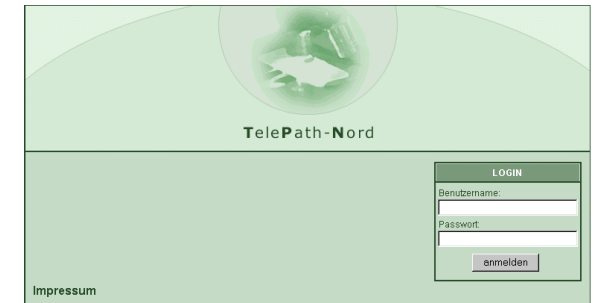 TelePath-Nord
LOGIN
Benutzername:
Passwort:
anmelden
Impressum